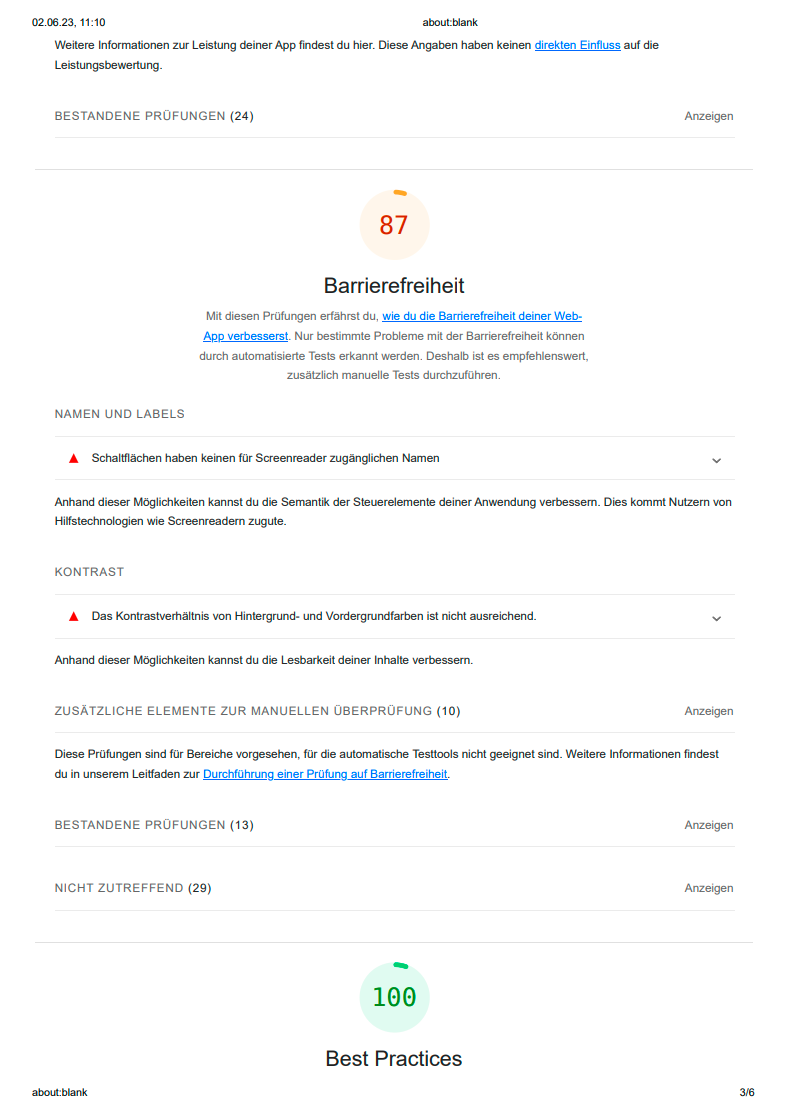 02.06.23, 11:10 about:blank
Weitere Informationen zur Leistung deiner App findest du hier. Diese Angaben haben keinen direkten Einfluss auf die
Leistungsbewertung.
BESTANDENE PRÜFUNGEN (24) Anzeigen
87
Barrierefreiheit
Mit diesen Prüfungen erfährst du, wie du die Barrierefreiheit deiner Web-
App verbesserst. Nur bestimmte Probleme mit der Barrierefreiheit können
durch automatisierte Tests erkannt werden. Deshalb ist es empfehlenswert,
zusätzlich manuelle Tests durchzuführen.
NAMEN UND LABELS
Schaltflächen haben keinen für Screenreader zugänglichen Namen
Anhand dieser Möglichkeiten kannst du die Semantik der Steuerelemente deiner Anwendung verbessern. Dies kommt Nutzern von
Hilfstechnologien wie Screenreadern zugute.
KONTRAST
Das Kontrastverhältnis von Hintergrund- und Vordergrundfarben ist nicht ausreichend.
Anhand dieser Möglichkeiten kannst du die Lesbarkeit deiner Inhalte verbessern.
ZUSÄTZLICHE ELEMENTE ZUR MANUELLEN ÜBERPRÜFUNG (10) Anzeigen
Diese Prüfungen sind für Bereiche vorgesehen, für die automatische Testtools nicht geeignet sind. Weitere Informationen findest
du in unserem Leitfaden zur Durchführung einer Prüfung auf Barrierefreiheit.
BESTANDENE PRÜFUNGEN (13) Anzeigen
NICHT ZUTREFFEND (29) Anzeigen
100
Best Practices
about:blank 3/6